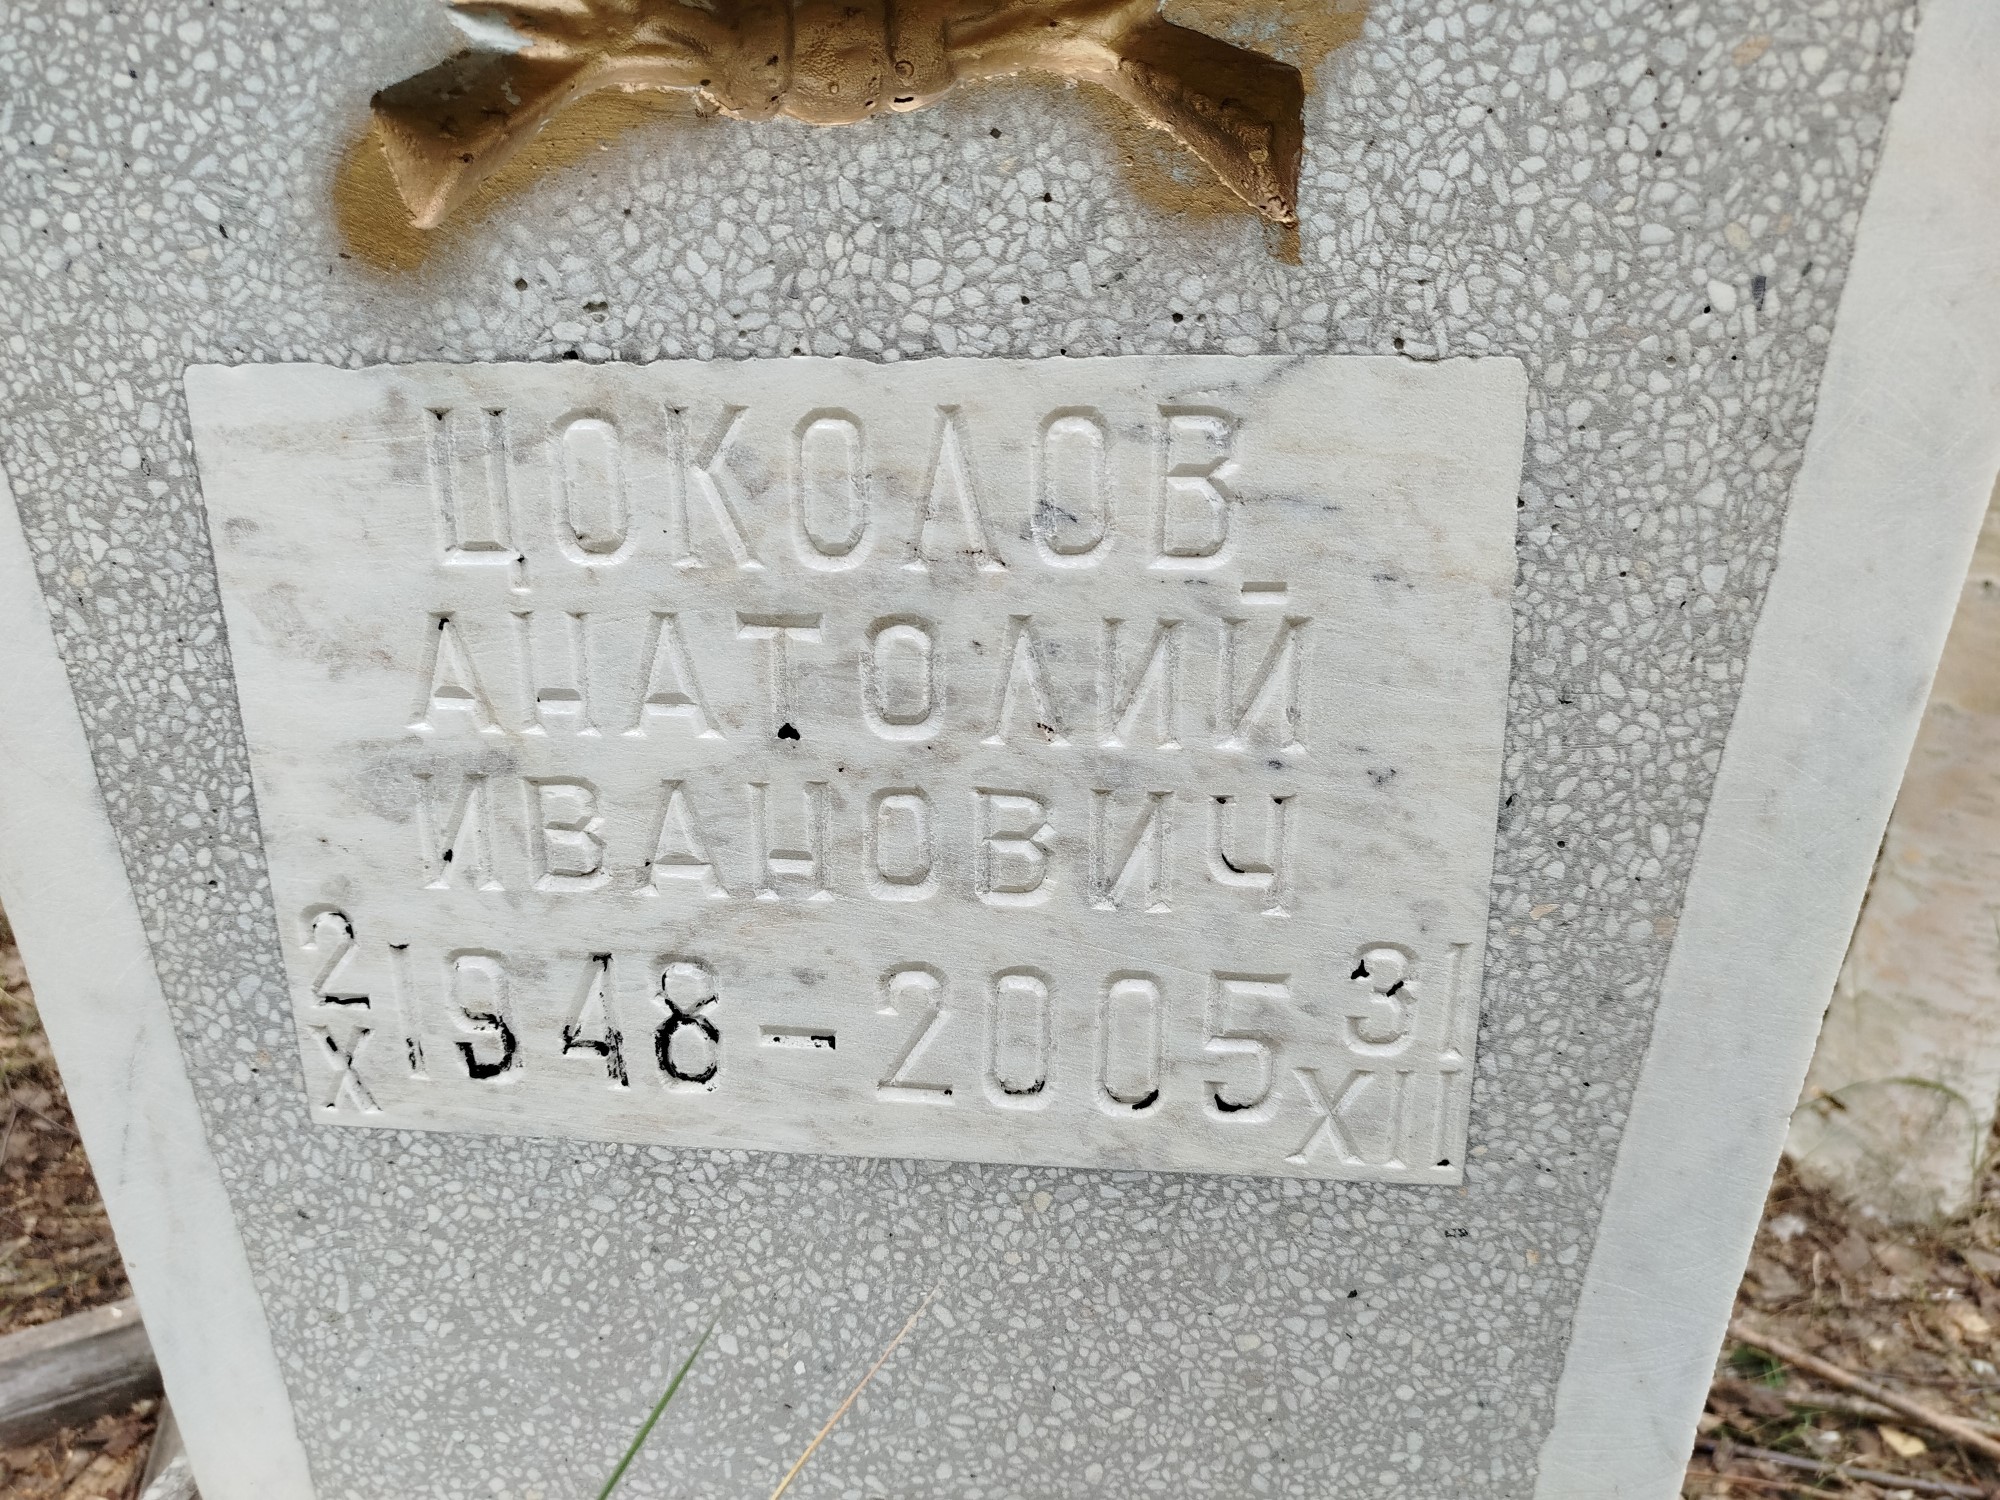 ЦОКОЛОВ
АНАТОЛИЙ
ИВАНОВИЧ
2/X 1948 – 2005 31/XII